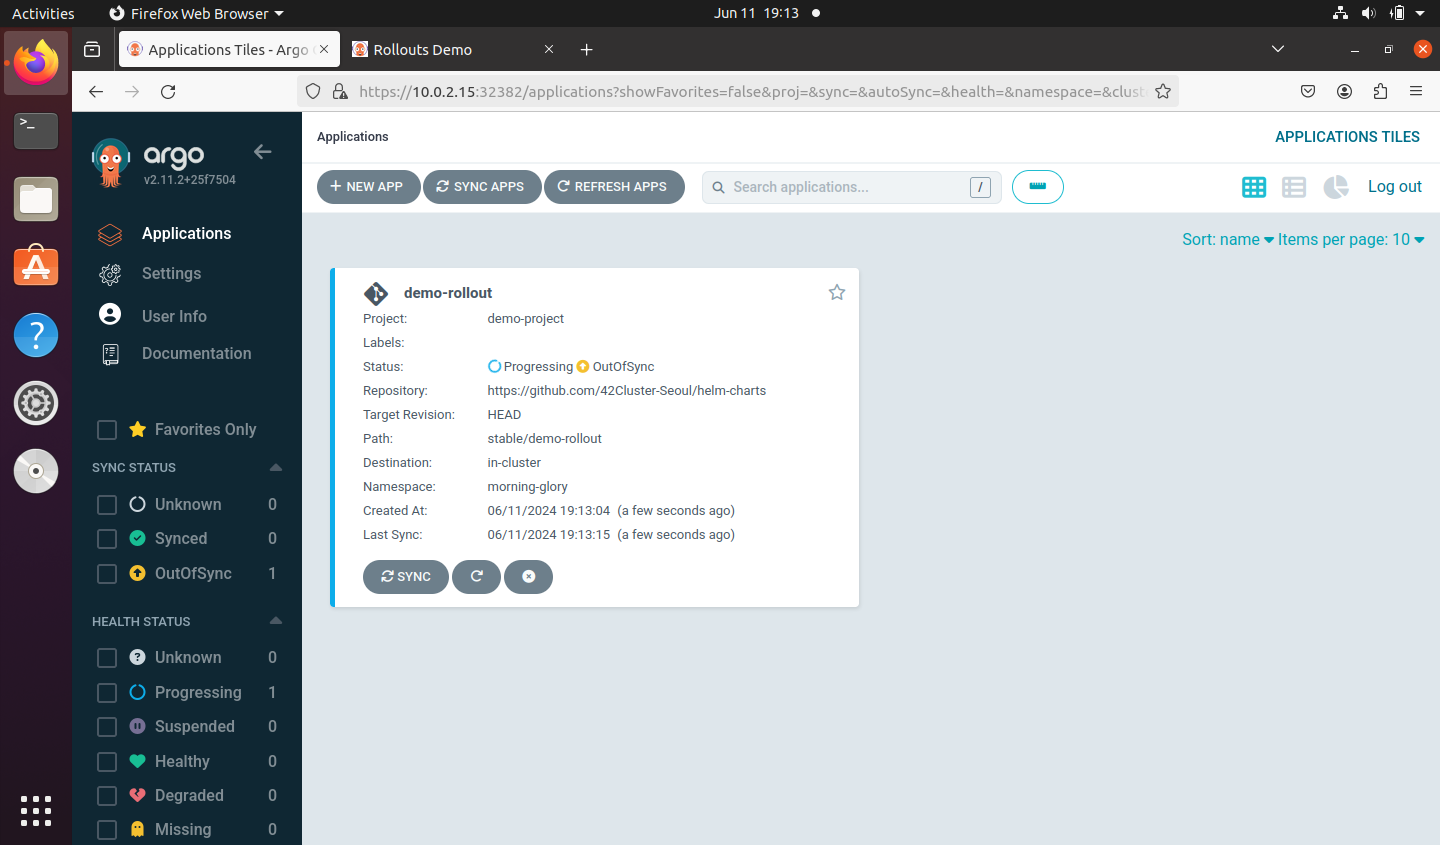 Activities
Firefox Web Browser
Jun 11 19:13
Applications Tiles - Argo
Rollouts Demo
https://10.0.2.15:32382/applications?showFavorites=false&proj=&sync=&autoSync=&health=&namespace=&cluste
argo
v2.11.2+25f7504
Applications
Settings
User Info
Documentation
Favorites Only
SYNC STATUS
Unknown 0
Synced 0
OutOfSync 1
HEALTH STATUS
Unknown 0
Progressing 1
Suspended 0
Healthy 0
Degraded 0
Missing 0
Applications
APPLICATIONS TILES
+ NEW APP
SYNC APPS
REFRESH APPS
Search applications...
/
Log out
Sort: name
Items per page: 10
demo-rollout
Project: demo-project
Labels:
Status: Progressing OutOfSync
Repository: https://github.com/42Cluster-Seoul/helm-charts
Target Revision: HEAD
Path: stable/demo-rollout
Destination: in-cluster
Namespace: morning-glory
Created At: 06/11/2024 19:13:04 (a few seconds ago)
Last Sync: 06/11/2024 19:13:15 (a few seconds ago)
SYNC